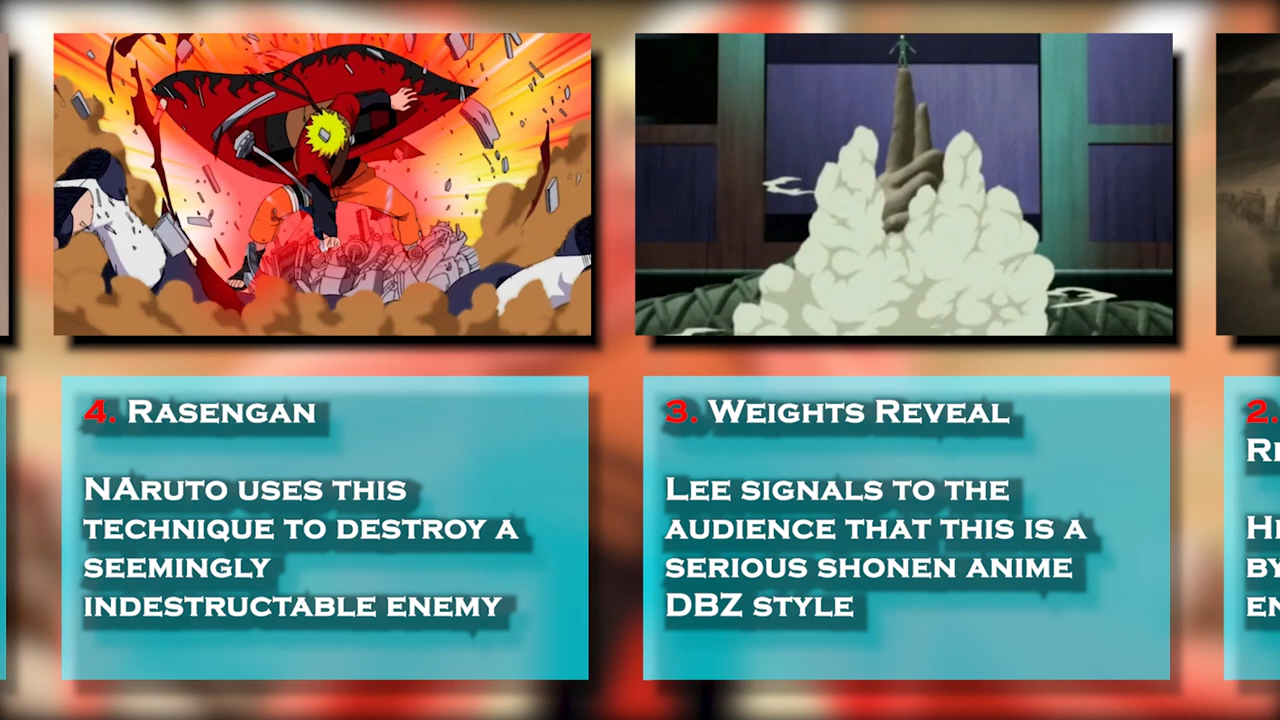 4. Rasengan
NAruto uses this
technique to destroy a
seemingly
indestructable enemy
3. Weights Reveal
Lee signals to the
audience that this is a
serious shonen anime
DBZ style
2.